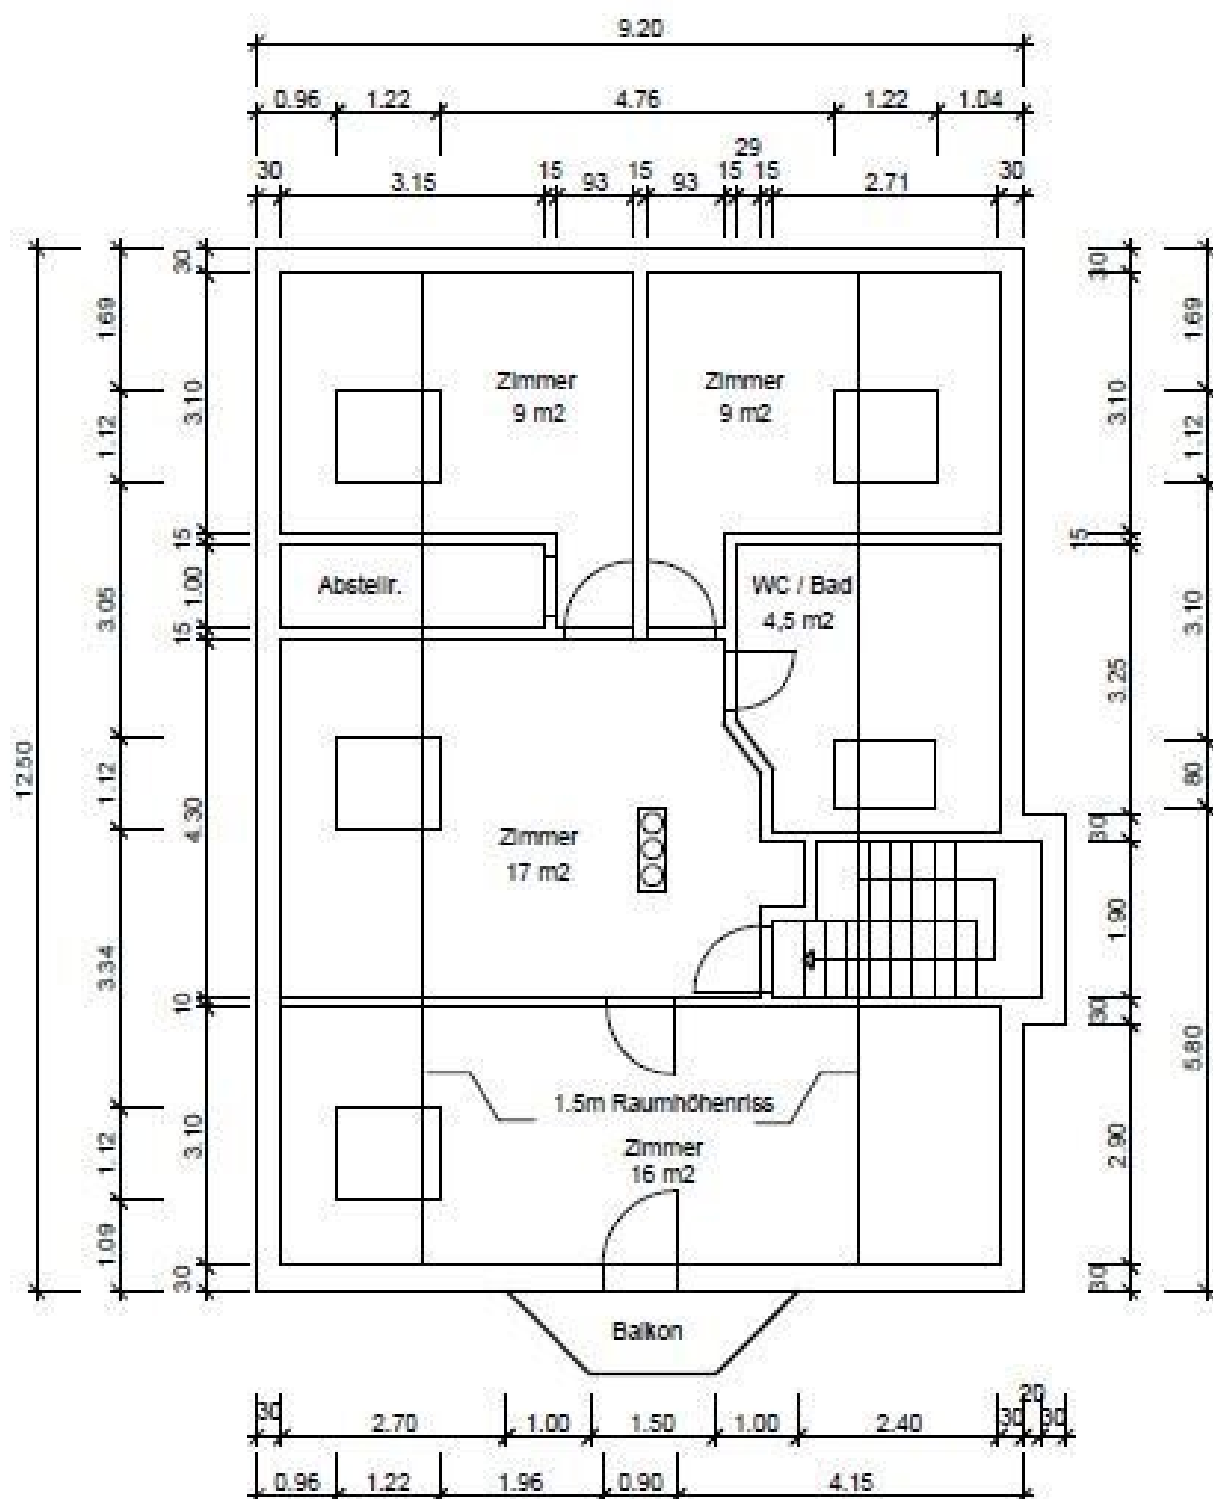 9.20
0.96 1.22 4.76 1.22 1.04
29
30 3.15 15 93 15 93 15 15 2.71 30
30 30
1.69 1.69
3.10 3.10
1.12 1.12
Zimmer Zimmer
9 m2 9 m2
15 15
1.00
3.05 3.10
15
Abstellr. WC / Bad
4,5 m2
3.25
12.50
1.12 80
4.30 30
Zimmer
17 m2
3.34 1.90
10 30
5.80
1.5m Raumhöhenriss
Zimmer
16 m2
3.10 2.90
1.12
1.09
30 30
Balkon
20
30 2.70 1.00 1.50 1.00 2.40 30 30
0.96 1.22 1.96 0.90 4.15